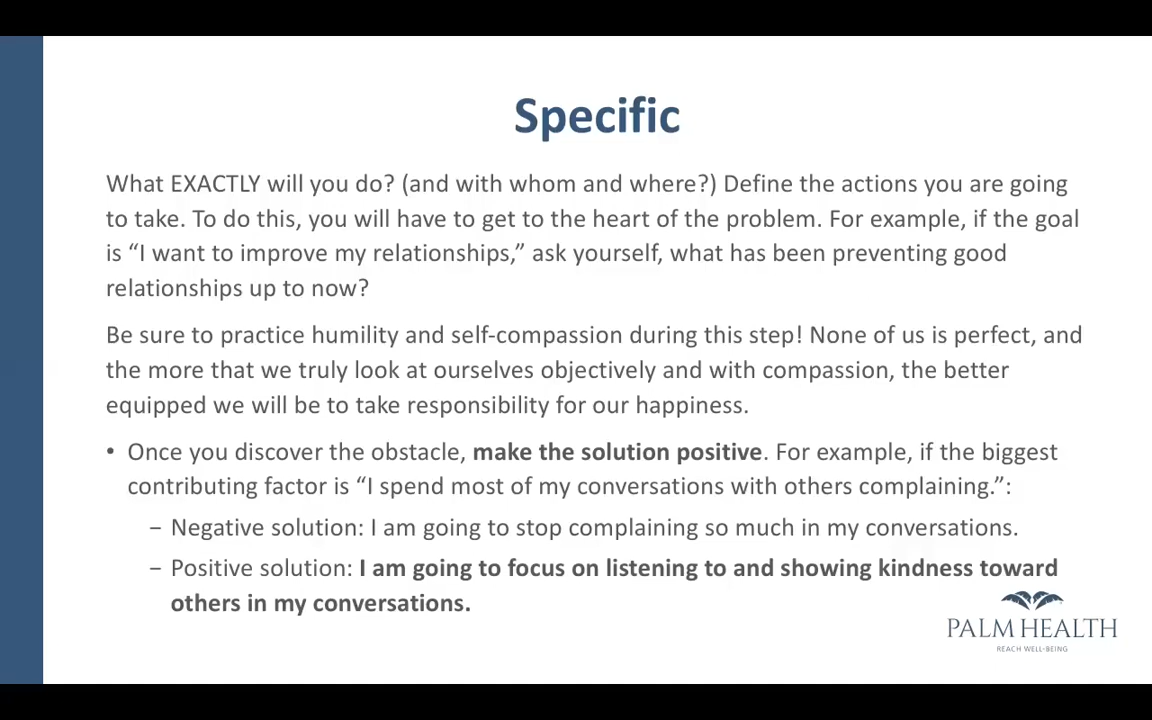 Specific
What EXACTLY will you do? (and with whom and where?) Define the actions you are going
to take. To do this, you will have to get to the heart of the problem. For example, if the goal
is “I want to improve my relationships,” ask yourself, what has been preventing good
relationships up to now?
Be sure to practice humility and self-compassion during this step! None of us is perfect, and
the more that we truly look at ourselves objectively and with compassion, the better
equipped we will be to take responsibility for our happiness.
• Once you discover the obstacle, make the solution positive. For example, if the biggest
contributing factor is “I spend most of my conversations with others complaining.”:
– Negative solution: I am going to stop complaining so much in my conversations.
– Positive solution: I am going to focus on listening to and showing kindness toward
others in my conversations.
PALM HEALTH
REACH WELL-BEING